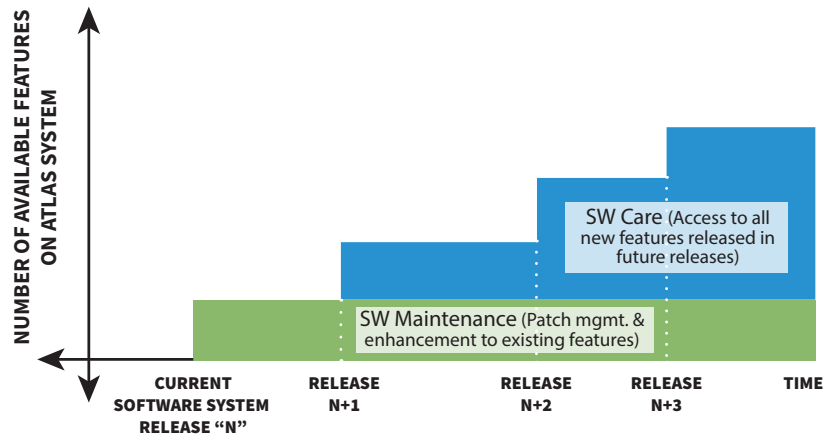 NUMBER OF AVAILABLE FEATURES
ON ATLAS SYSTEM
SW Care (Access to all
new features released in
future releases)
SW Maintenance (Patch mgmt. &
enhancement to existing features)
CURRENT
SOFTWARE SYSTEM
RELEASE “N”
RELEASE
N+1
RELEASE
N+2
RELEASE
N+3
TIME